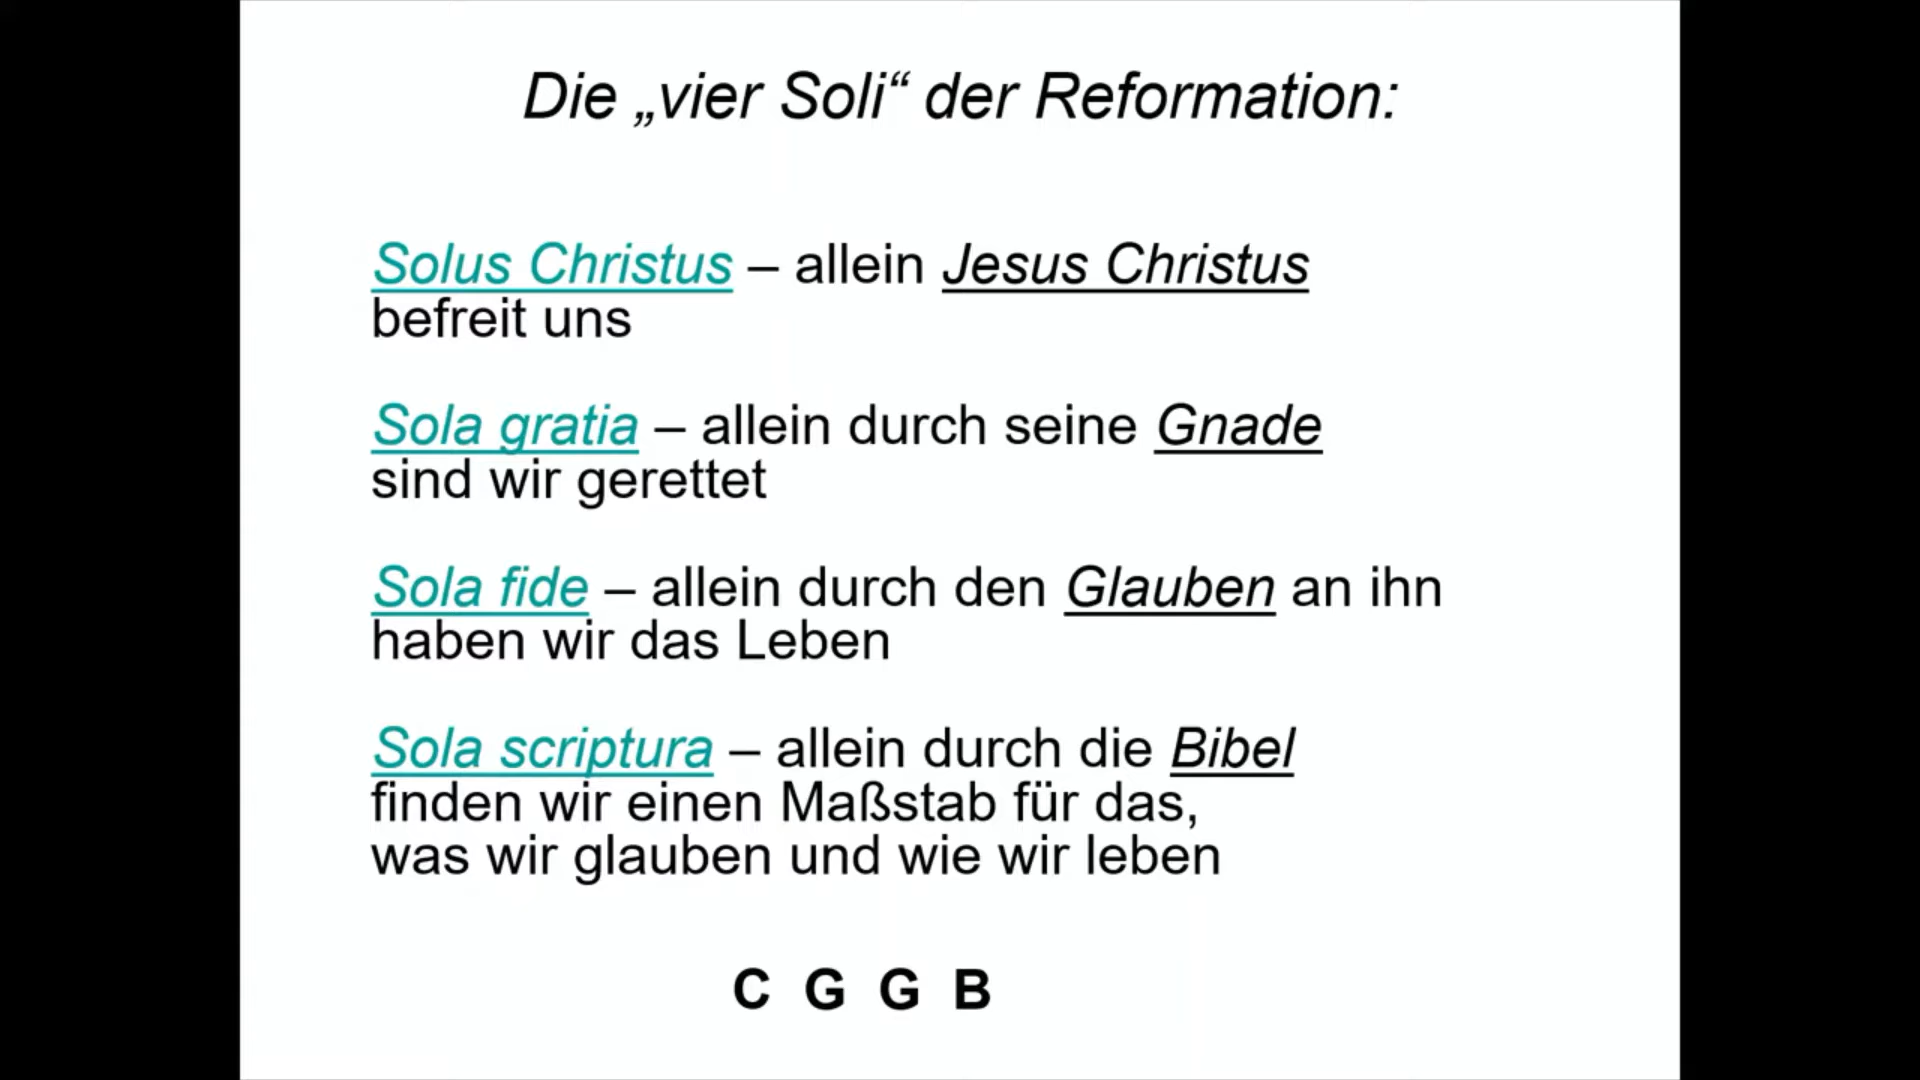 Die „vier Soli“ der Reformation:
Solus Christus – allein Jesus Christus
befreit uns
Sola gratia – allein durch seine Gnade
sind wir gerettet
Sola fide – allein durch den Glauben an ihn
haben wir das Leben
Sola scriptura – allein durch die Bibel
finden wir einen Maßstab für das,
was wir glauben und wie wir leben
C G G B